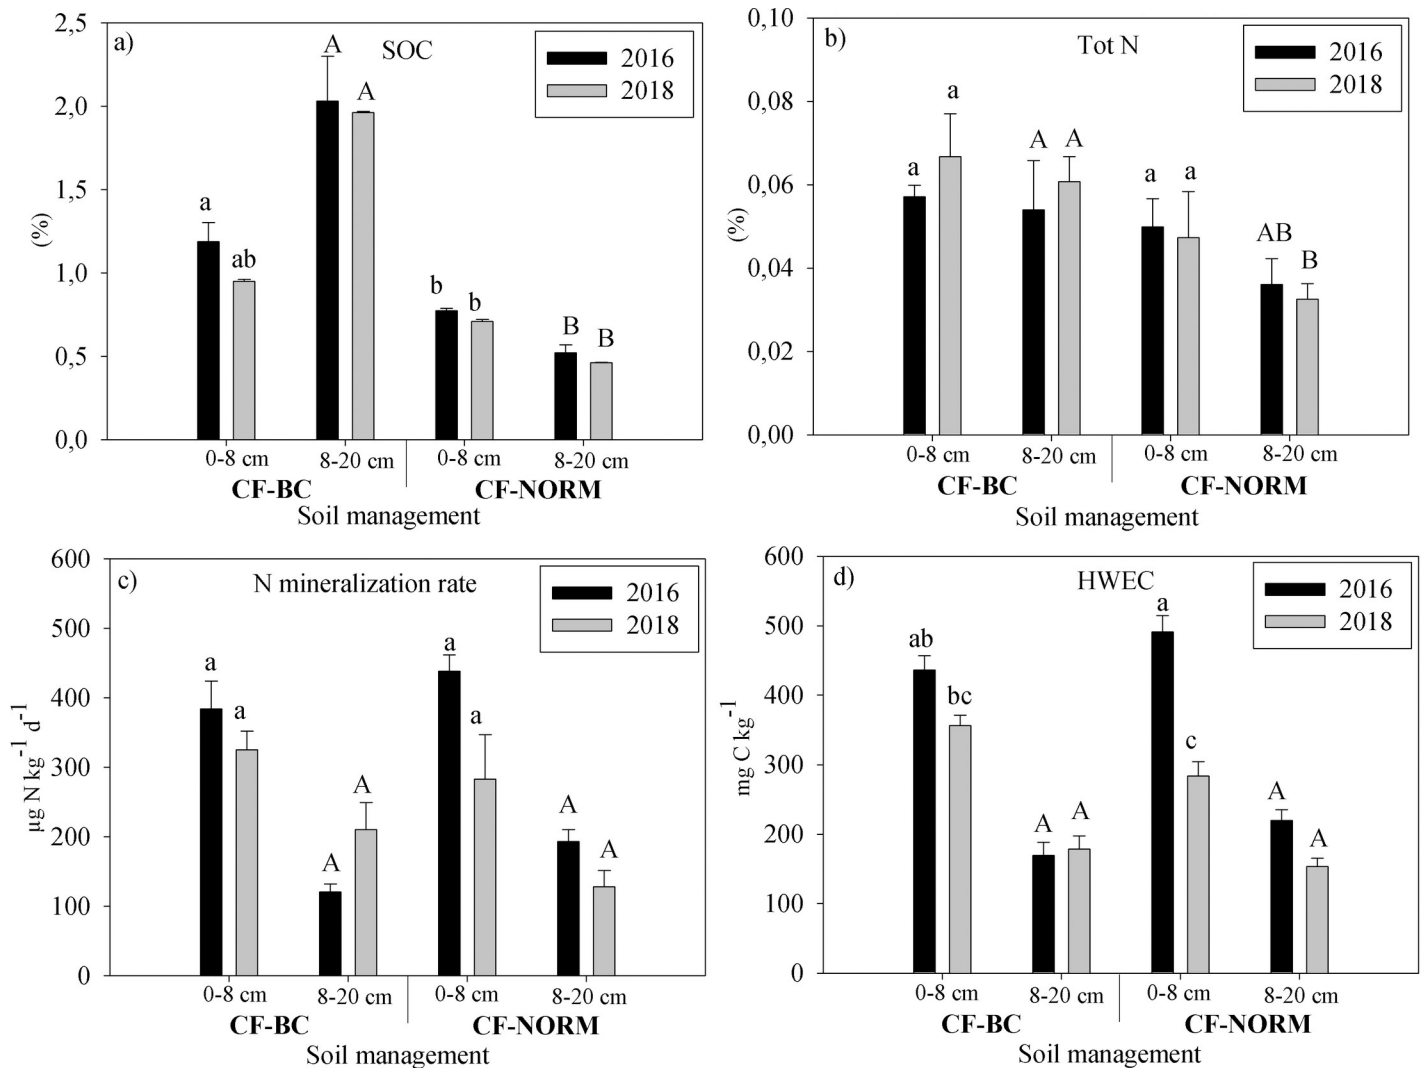 a)
SOC
2016
2018
2,5
2,0
1,5
1,0
0,5
0,0
(%)
a
ab
A
A
b
b
B
B
0-8 cm
8-20 cm
0-8 cm
8-20 cm
CF-BC
CF-NORM
Soil management
b)
Tot N
2016
2018
0,10
0,08
0,06
0,04
0,02
0,00
(%)
a
a
A
A
a
a
AB
B
0-8 cm
8-20 cm
0-8 cm
8-20 cm
CF-BC
CF-NORM
Soil management
c)
N mineralization rate
2016
2018
600
500
400
300
200
100
0
µg N kg⁻¹ d⁻¹
a
a
A
A
a
a
A
A
0-8 cm
8-20 cm
0-8 cm
8-20 cm
CF-BC
CF-NORM
Soil management
d)
HWEC
2016
2018
600
500
400
300
200
100
0
mg C kg⁻¹
ab
bc
A
A
a
c
A
A
0-8 cm
8-20 cm
0-8 cm
8-20 cm
CF-BC
CF-NORM
Soil management